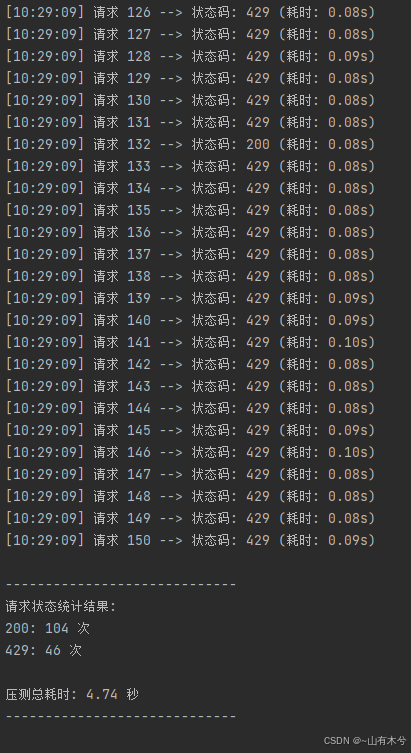 [10:29:09] 请求 126 --> 状态码: 429 (耗时: 0.08s)
[10:29:09] 请求 127 --> 状态码: 429 (耗时: 0.08s)
[10:29:09] 请求 128 --> 状态码: 429 (耗时: 0.09s)
[10:29:09] 请求 129 --> 状态码: 429 (耗时: 0.08s)
[10:29:09] 请求 130 --> 状态码: 429 (耗时: 0.08s)
[10:29:09] 请求 131 --> 状态码: 429 (耗时: 0.08s)
[10:29:09] 请求 132 --> 状态码: 200 (耗时: 0.08s)
[10:29:09] 请求 133 --> 状态码: 429 (耗时: 0.08s)
[10:29:09] 请求 134 --> 状态码: 429 (耗时: 0.08s)
[10:29:09] 请求 135 --> 状态码: 429 (耗时: 0.08s)
[10:29:09] 请求 136 --> 状态码: 429 (耗时: 0.08s)
[10:29:09] 请求 137 --> 状态码: 429 (耗时: 0.08s)
[10:29:09] 请求 138 --> 状态码: 429 (耗时: 0.08s)
[10:29:09] 请求 139 --> 状态码: 429 (耗时: 0.09s)
[10:29:09] 请求 140 --> 状态码: 429 (耗时: 0.09s)
[10:29:09] 请求 141 --> 状态码: 429 (耗时: 0.10s)
[10:29:09] 请求 142 --> 状态码: 429 (耗时: 0.08s)
[10:29:09] 请求 143 --> 状态码: 429 (耗时: 0.08s)
[10:29:09] 请求 144 --> 状态码: 429 (耗时: 0.08s)
[10:29:09] 请求 145 --> 状态码: 429 (耗时: 0.09s)
[10:29:09] 请求 146 --> 状态码: 429 (耗时: 0.10s)
[10:29:09] 请求 147 --> 状态码: 429 (耗时: 0.08s)
[10:29:09] 请求 148 --> 状态码: 429 (耗时: 0.08s)
[10:29:09] 请求 149 --> 状态码: 429 (耗时: 0.08s)
[10:29:09] 请求 150 --> 状态码: 429 (耗时: 0.09s)
------------------------------
请求状态统计结果:
200: 104 次
429: 46 次
压测总耗时: 4.74 秒
------------------------------
CSDN @~山有木兮